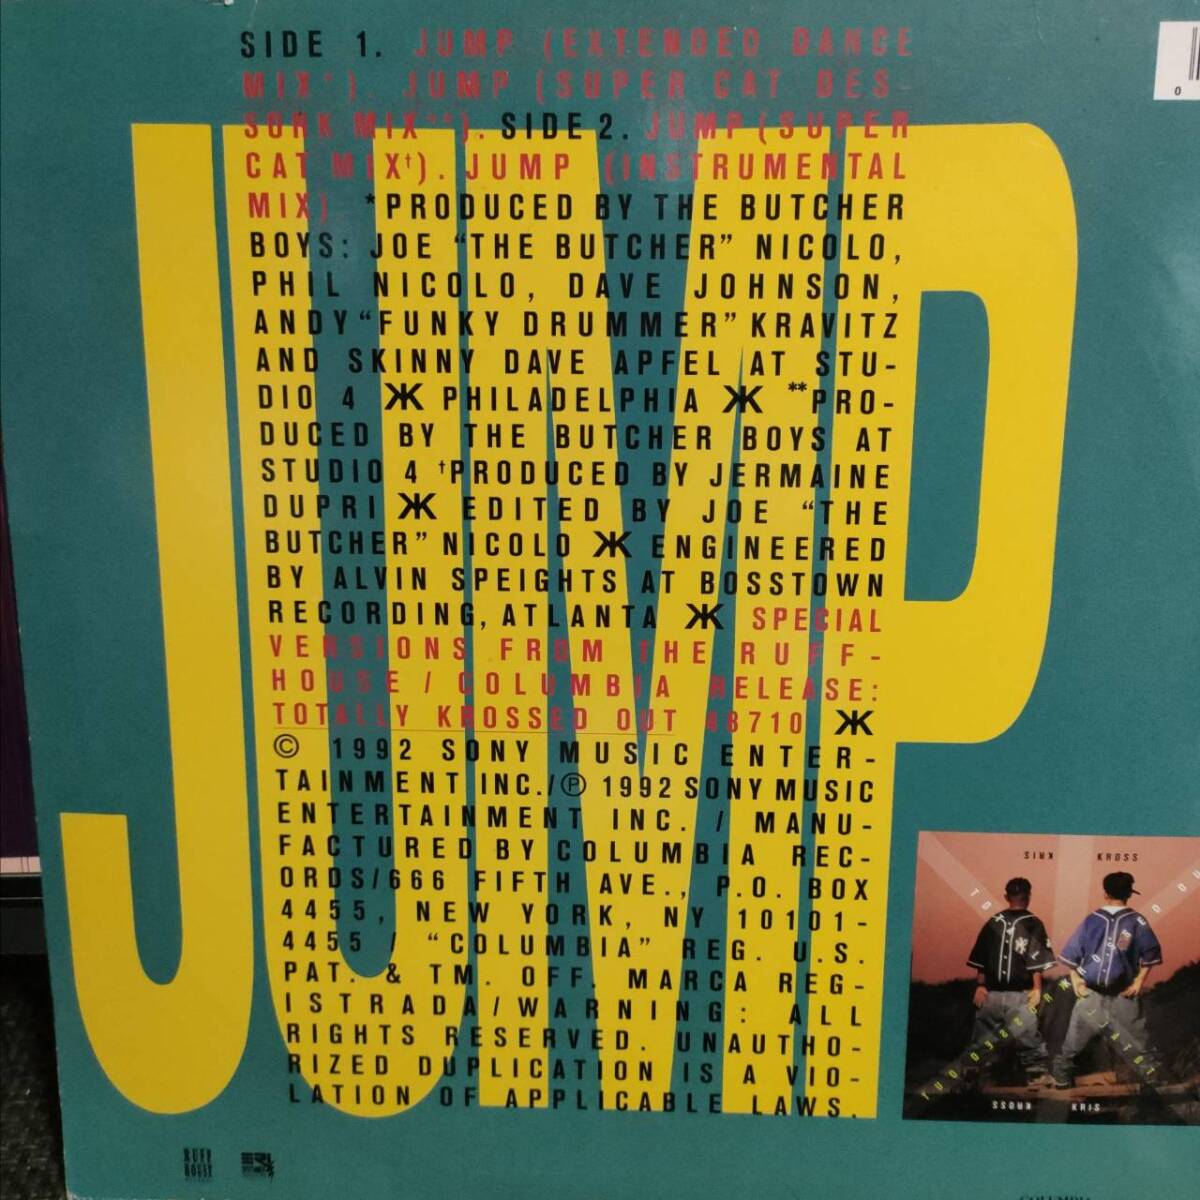 SIDE 1. JUMP (EXTENDED DANCE
MIX*). JUMP (SUPER CAT DES-
SORK MIX**). SIDE 2. JUMP (SUPER
CAT MIX†). JUMP (INSTRUMENTAL
MIX) *PRODUCED BY THE BUTCHER
BOYS: JOE “THE BUTCHER” NICOLO,
PHIL NICOLO, DAVE JOHNSON,
ANDY “FUNKY DRUMMER” KRAVITZ
AND SKINNY DAVE APFEL AT STU-
DIO 4 ӝ PHILADELPHIA ӝ **PRO-
DUCED BY THE BUTCHER BOYS AT
STUDIO 4 †PRODUCED BY JERMAINE
DUPRI ӝ EDITED BY JOE “THE
BUTCHER” NICOLO ӝ ENGINEERED
BY ALVIN SPEIGHTS AT BOSSTOWN
RECORDING, ATLANTA ӝ SPECIAL
VERSIONS FROM THE RUFF-
HOUSE / COLUMBIA RELEASE:
TOTALLY KROSSED OUT 48710 ӝ
© 1992 SONY MUSIC ENTER-
TAINMENT INC./℗ 1992 SONY MUSIC
ENTERTAINMENT INC. / MANU-
FACTURED BY COLUMBIA REC-
ORDS/666 FIFTH AVE., P.O. BOX
4455, NEW YORK, NY 10101-
4455 / “COLUMBIA” REG. U.S.
PAT. & TM. OFF. MARCA REG-
ISTRADA/WARNING: ALL
RIGHTS RESERVED. UNAUTHO-
RIZED DUPLICATION IS A VIO-
LATION OF APPLICABLE LAWS.
JUMP
0
KRIS KROSS
KROSS KRIS
RUFF
HOUSE